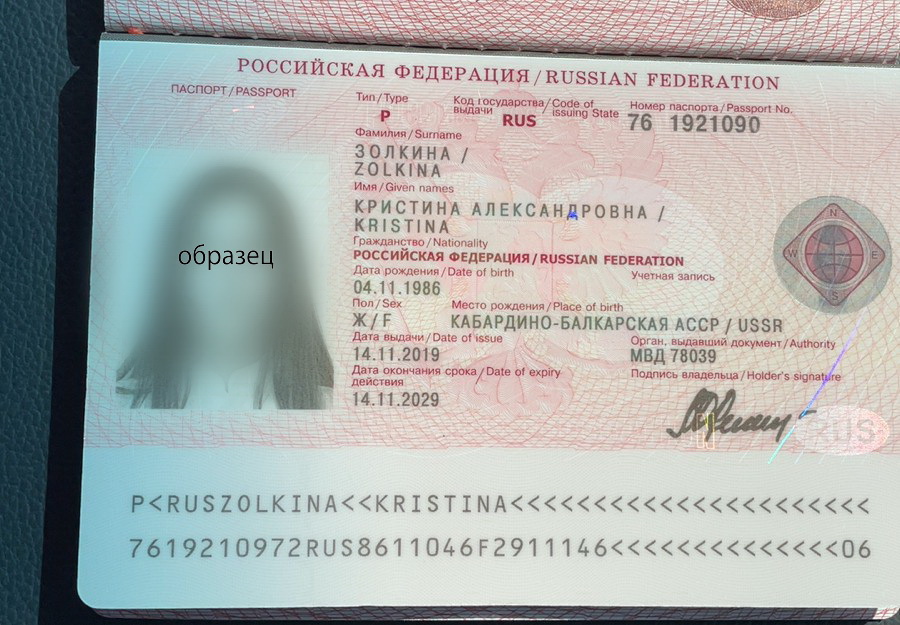 РОССИЙСКАЯ ФЕДЕРАЦИЯ / RUSSIAN FEDERATION
ПАСПОРТ / PASSPORT
Тип / Type
P
Код государства / Code of
выдачи issuing State
RUS
Номер паспорта / Passport No.
76 1921090
Фамилия / Surname
ЗОЛКИНА /
ZOLKINA
Имя / Given names
КРИСТИНА АЛЕКСАНДРОВНА /
KRISTINA
Гражданство / Nationality
РОССИЙСКАЯ ФЕДЕРАЦИЯ / RUSSIAN FEDERATION
Дата рождения / Date of birth
Учетная запись
04.11.1986
Пол / Sex
Место рождения / Place of birth
Ж / F
КАБАРДИНО-БАЛКАРСКАЯ АССР / USSR
Дата выдачи / Date of issue
Орган, выдавший документ / Authority
14.11.2019
МВД 78039
Дата окончания срока / Date of expiry
действия
Подпись владельца / Holder's signature
14.11.2029
образец
N
W
E
S
RUS
P<RUSZOLKINA<<KRISTINA<<<<<<<<<<<<<<<<<<<<<<
7619210972RUS8611046F2911146<<<<<<<<<<<<<<06